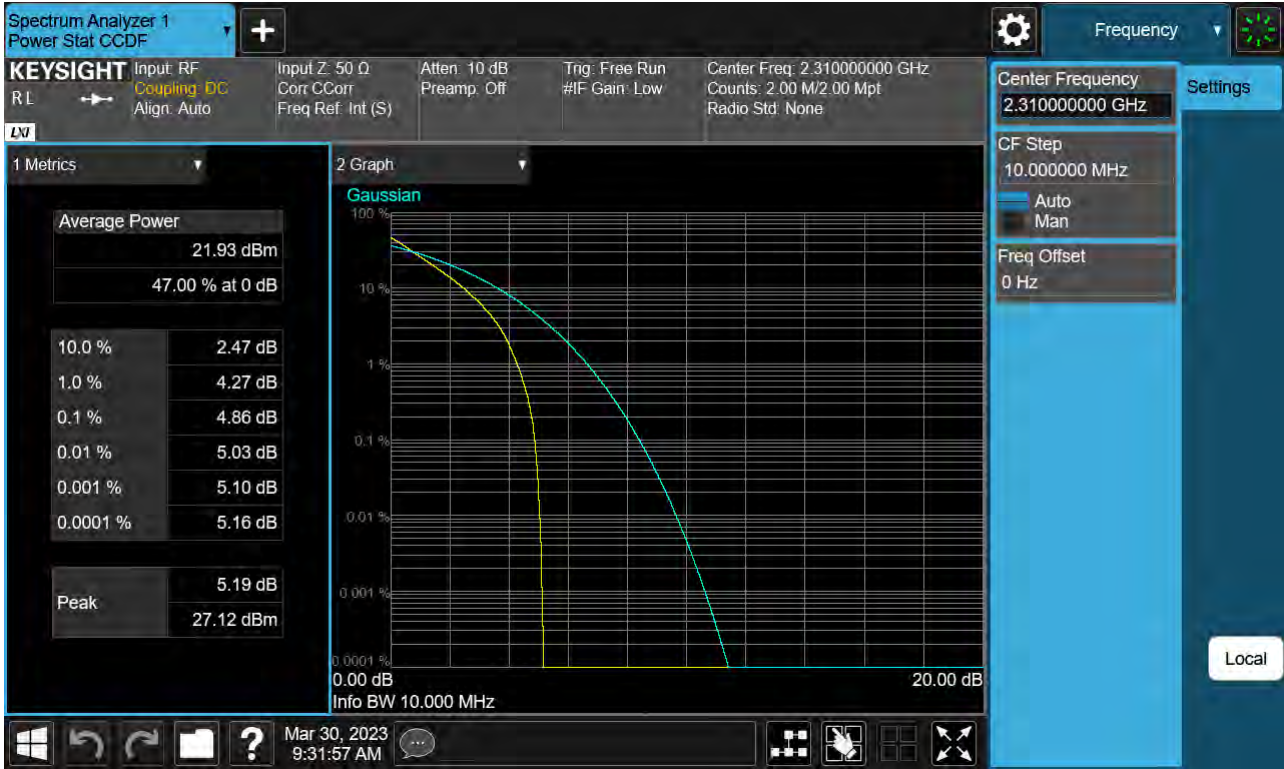 Spectrum Analyzer 1
Power Stat CCDF
Frequency
KEYSIGHT
R L
LXI
Input: RF
Coupling: DC
Align: Auto
Input Z: 50 Ω
Corr CCorr
Freq Ref: Int (S)
Atten: 10 dB
Preamp: Off
Trig: Free Run
#IF Gain: Low
Center Freq: 2.310000000 GHz
Counts: 2.00 M/2.00 Mpt
Radio Std: None
Center Frequency
2.310000000 GHz
Settings
CF Step
10.000000 MHz
Auto
Man
Freq Offset
0 Hz
Local
1 Metrics
Average Power
21.93 dBm
47.00 % at 0 dB
10.0 % 2.47 dB
1.0 % 4.27 dB
0.1 % 4.86 dB
0.01 % 5.03 dB
0.001 % 5.10 dB
0.0001 % 5.16 dB
Peak
5.19 dB
27.12 dBm
2 Graph
Gaussian
100 %
10 %
1 %
0.1 %
0.01 %
0.001 %
0.0001 %
0.00 dB 20.00 dB
Info BW 10.000 MHz
?
Mar 30, 2023
9:31:57 AM